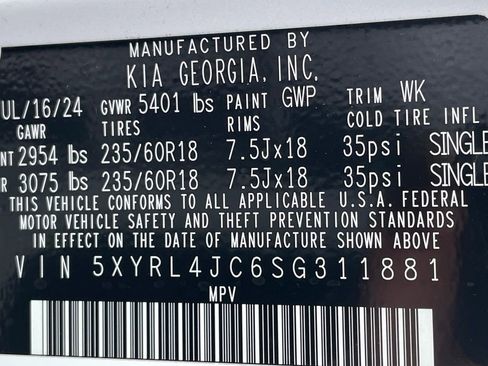 MANUFACTURED BY
KIA GEORGIA, INC.
UL/16/24 GVWR 5401 lbs PAINT GWP TRIM WK
GAWR TIRES RIMS COLD TIRE INFL
NT 2954 lbs 235/60R18 7.5Jx18 35psi SINGLE
R 3075 lbs 235/60R18 7.5Jx18 35psi SINGLE
THIS VEHICLE CONFORMS TO ALL APPLICABLE U.S.A. FEDERAL
MOTOR VEHICLE SAFETY AND THEFT PREVENTION STANDARDS
IN EFFECT ON THE DATE OF MANUFACTURE SHOWN ABOVE
VIN 5XYRL4JC6SG311881
MPV